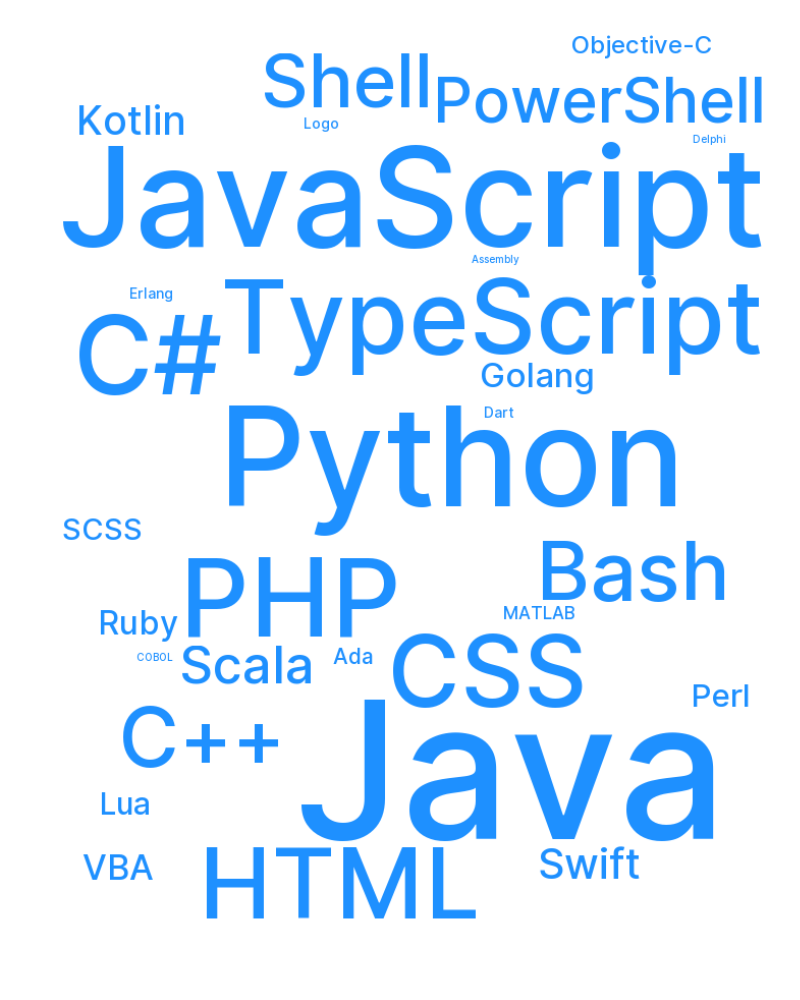 Objective-C
Shell
PowerShell
Kotlin
Logo
Delphi
JavaScript
Assembly
Erlang
TypeScript
C#
Golang
Dart
Python
SCSS
Bash
PHP
MATLAB
Ruby
COBOL
Scala
Ada
CSS
Perl
C++
Java
Lua
VBA
HTML
Swift